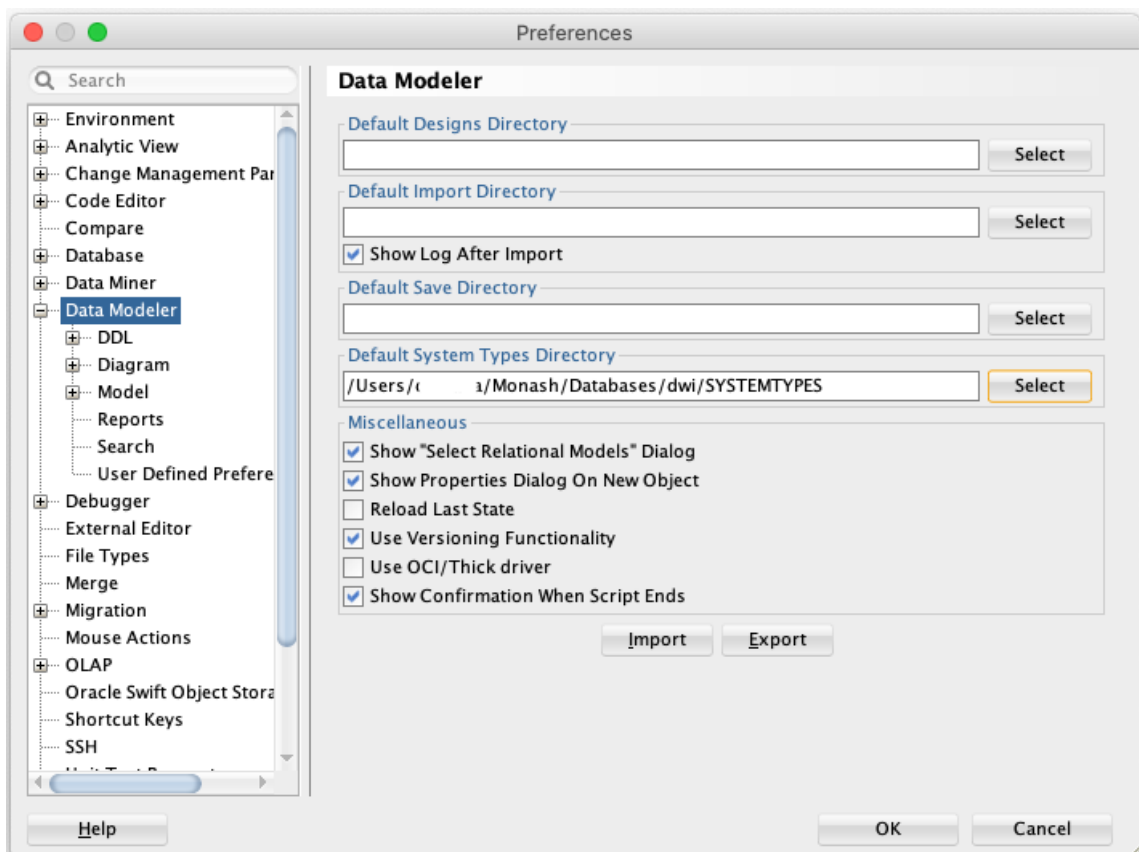 Preferences
Search
Environment
Analytic View
Change Management Par
Code Editor
Compare
Database
Data Miner
Data Modeler
DDL
Diagram
Model
Reports
Search
User Defined Prefere
Debugger
External Editor
File Types
Merge
Migration
Mouse Actions
OLAP
Oracle Swift Object Stora
Shortcut Keys
SSH
Help
Data Modeler
Default Designs Directory
Select
Default Import Directory
Select
Show Log After Import
Default Save Directory
Select
Default System Types Directory
/Users/ /Monash/Databases/dwi/SYSTEMTYPES
Select
Miscellaneous
Show "Select Relational Models" Dialog
Show Properties Dialog On New Object
Reload Last State
Use Versioning Functionality
Use OCI/Thick driver
Show Confirmation When Script Ends
Import Export
OK Cancel